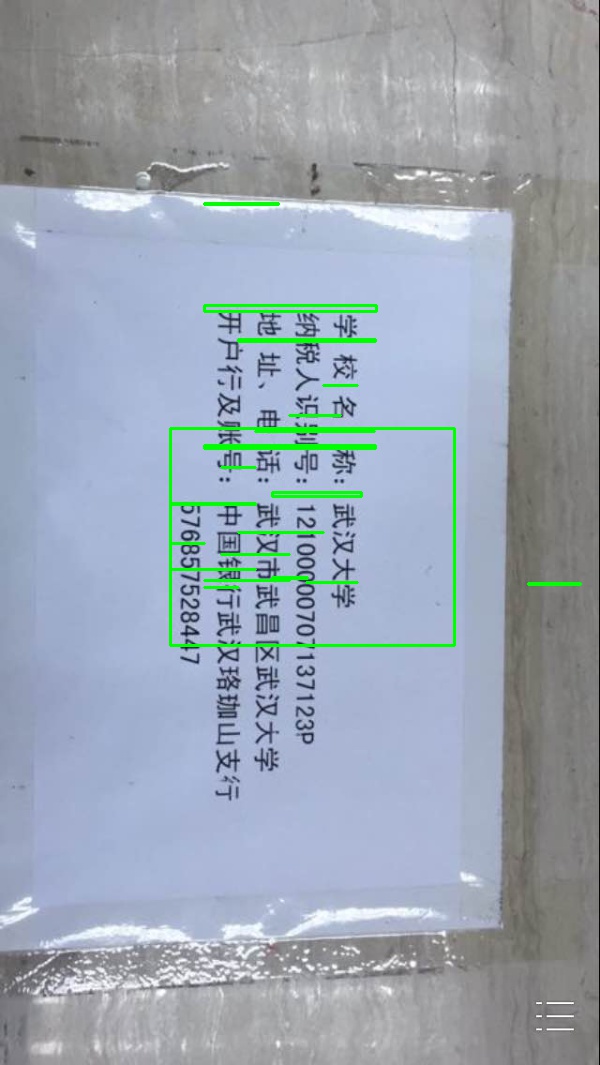 学 校 名 称：武汉大学
纳税人识别号：12100000707137123P
地 址、电 话：武汉市武昌区武汉大学
开户行及账号：中国银行武汉珞珈山支行
576857528447